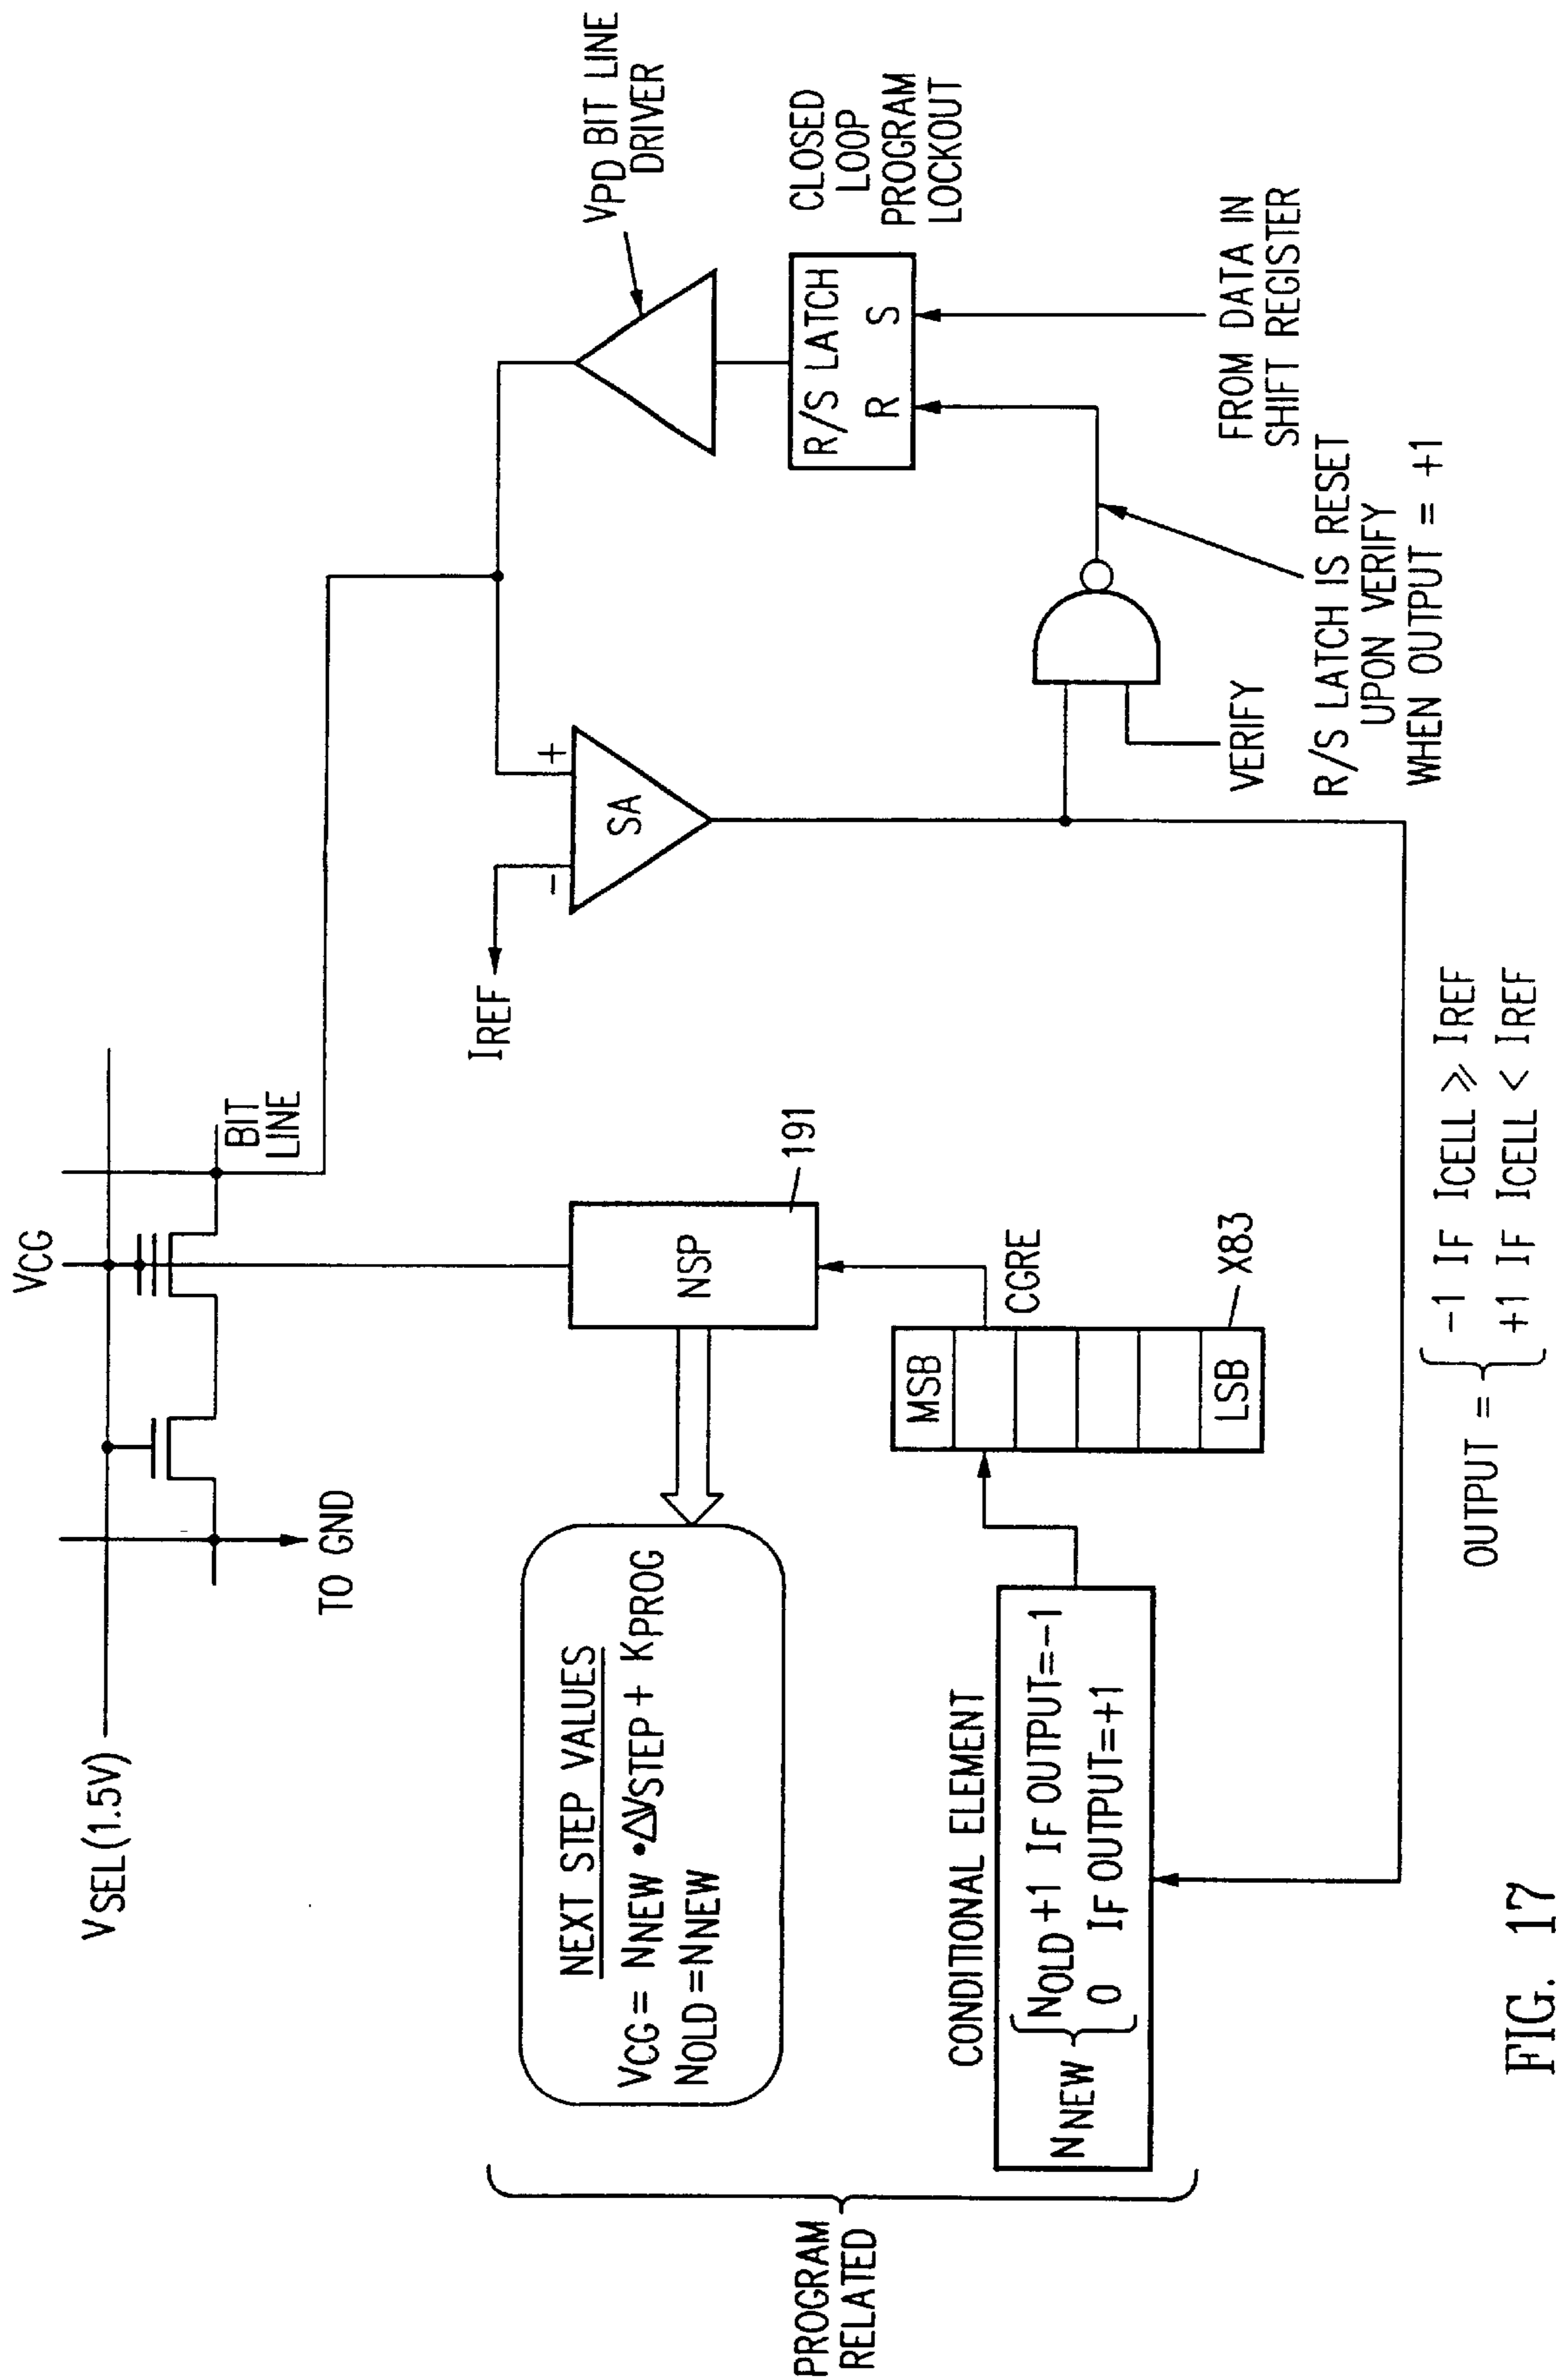 VSEL(1.5V)
VCG
TO GND
BIT
LINE
PROGRAM
RELATED
NEXT STEP VALUES
VCG = NNEW •ΔVSTEP + KPROG
NOLD = NNEW
NSP
191
IREF
- +
SA
VPD BIT LINE
DRIVER
CLOSED
LOOP
PROGRAM
LOCKOUT
R/S LATCH
R S
CONDITIONAL ELEMENT
NNEW { NOLD +1 IF OUTPUT=-1
0 IF OUTPUT=+1
MSB
LSB
CGRE
X83
VERIFY
FROM DATA IN
SHIFT REGISTER
R/S LATCH IS RESET
UPON VERIFY
WHEN OUTPUT = +1
OUTPUT = { -1 IF ICELL ⩾ IREF
+1 IF ICELL < IREF
FIG. 17